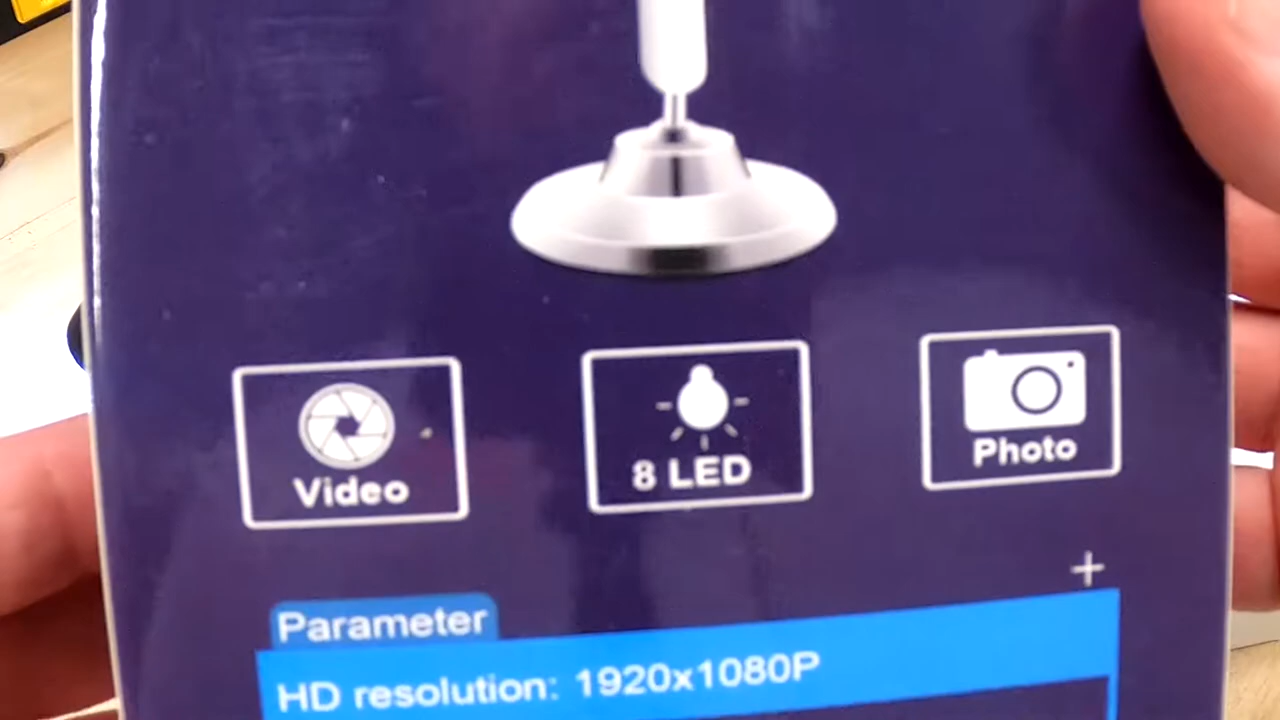 Video
8 LED
Photo
+
Parameter
HD resolution: 1920x1080P